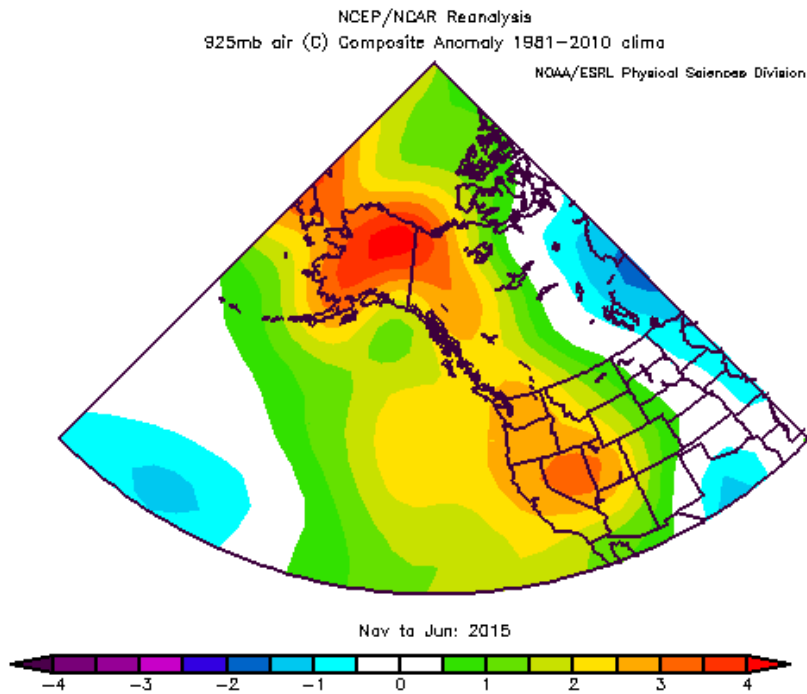 NCEP/NCAR Reanalysis
925mb air (C) Composite Anomaly 1981-2010 clima
NOAA/ESRL Physical Sciences Division
Nov to Jun: 2015
-4 -3 -2 -1 0 1 2 3 4